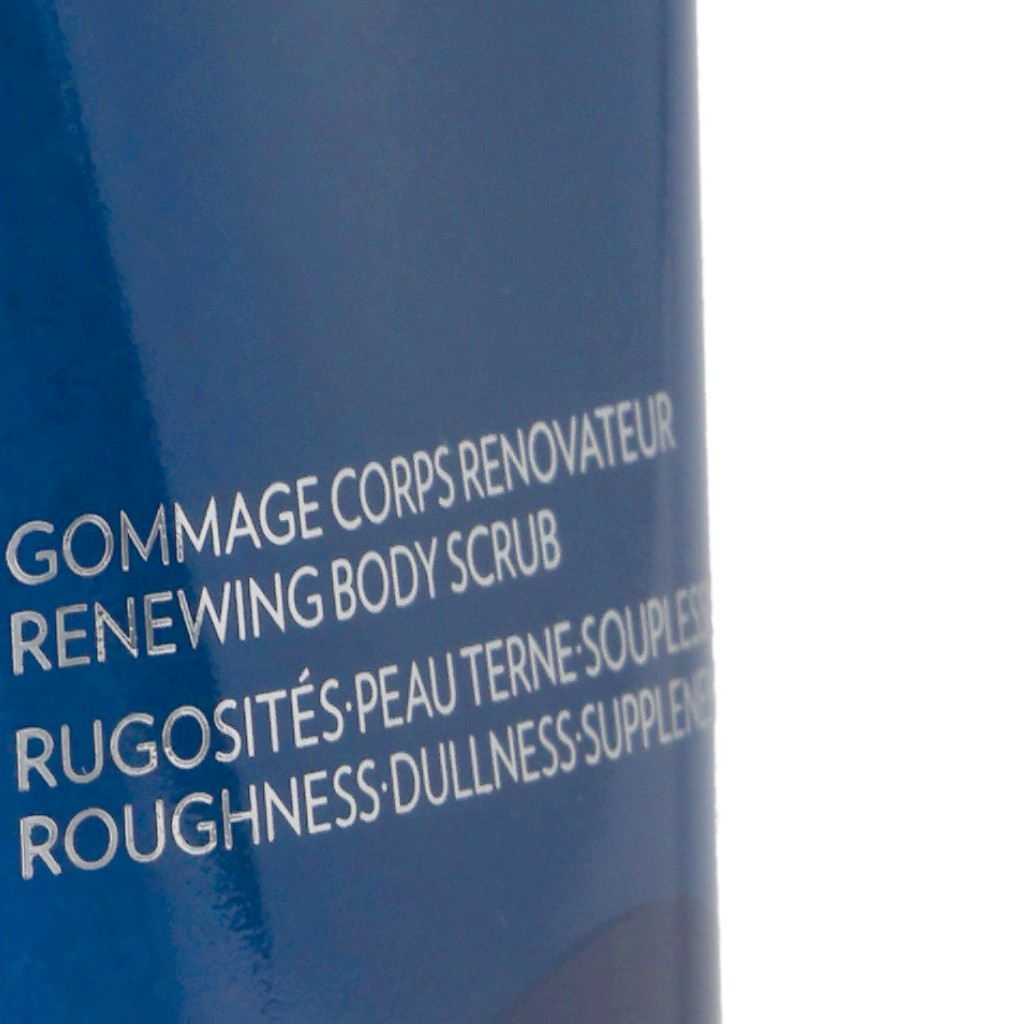 GOMMAGE CORPS RENOVATEUR
RENEWING BODY SCRUB
RUGOSITÉS·PEAU TERNE·
ROUGHNESS·DULLNESS·